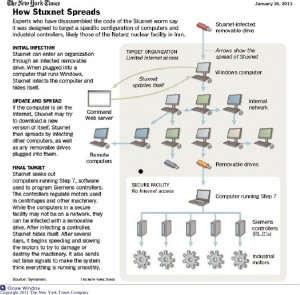 The New York Times
January 16, 2011
How Stuxnet Spreads
Experts who have disassembled the code of the Stuxnet worm say
it was designed to target a specific configuration of computers and
industrial controllers, likely those of the Natanz nuclear facility in Iran.
INITIAL INFECTION
Stuxnet can enter an organization
through an infected removable
drive. When plugged into a
computer that runs Windows,
Stuxnet infects the computer and
hides itself.
UPDATE AND SPREAD
If the computer is on the
Internet, Stuxnet may try
to download a new
version of itself. Stuxnet
then spreads by infecting
other computers, as well
as any removable drives
plugged into them.
FINAL TARGET
Stuxnet seeks out
computers running Step 7, software
used to program Siemens controllers.
The controllers regulate motors used
in centrifuges and other machinery.
While the computers in a secure
facility may not be on a network, they
can be infected with a removable
drive. After infecting a controller,
Stuxnet hides itself. After several
days, it begins speeding and slowing
the motors to try to damage or
destroy the machinery. It also sends
out false signals to make the system
think everything is running smoothly.
Source: Symantec
THE NEW YORK TIMES
Stuxnet-infected
removable drive
TARGET ORGANIZATION
Limited Internet access
Arrows show the
spread of Stuxnet
Windows computer
Stuxnet
updates itself
Command
Web server
Internal
network
Remote
computers
Removable drives
SECURE FACILITY
No Internet access
Computer running Step 7
Siemens
controllers
(P.L.C.'s)
Industrial
motors
Close Window
Copyright 2011 The New York Times Company